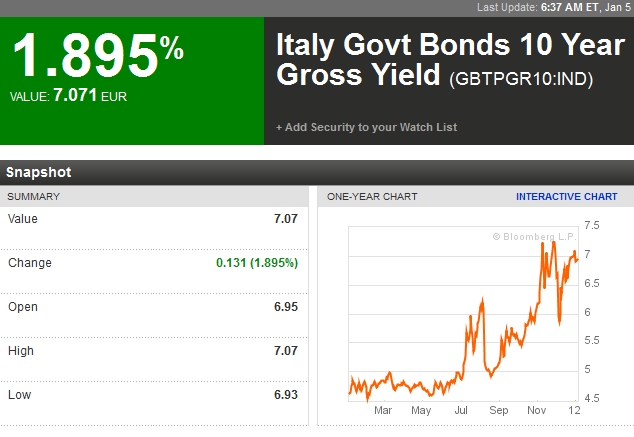 Last Update: 6:37 AM ET, Jan 5
1.895%
VALUE: 7.071 EUR
Italy Govt Bonds 10 Year
Gross Yield (GBTPGR10:IND)
+ Add Security to your Watch List
Snapshot
SUMMARY
Value 7.07
Change 0.131 (1.895%)
Open 6.95
High 7.07
Low 6.93
ONE-YEAR CHART INTERACTIVE CHART
© Bloomberg L.P.
7.5
7
6.5
6
5.5
5
4.5
Mar May Jul Sep Nov 12